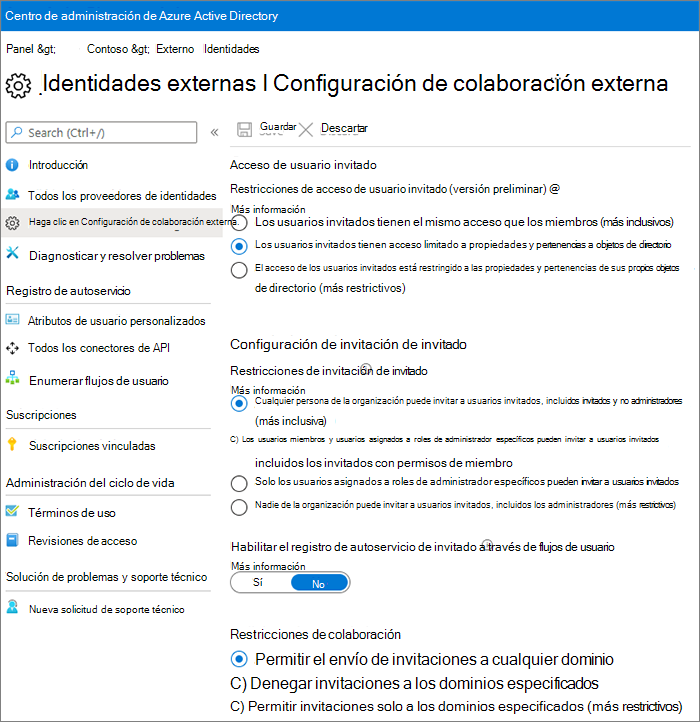 Centro de administración de Azure Active Directory
Panel &gt; Contoso &gt; Externo Identidades
Identidades externas | Configuración de colaboración externa
Search (Ctrl+/)
«
Guardar
Descartar
Introducción
Todos los proveedores de identidades
Haga clic en Configuración de colaboración externa.
Diagnosticar y resolver problemas
Registro de autoservicio
Atributos de usuario personalizados
Todos los conectores de API
Enumerar flujos de usuario
Suscripciones
Suscripciones vinculadas
Administración del ciclo de vida
Términos de uso
Revisiones de acceso
Solución de problemas y soporte técnico
Nueva solicitud de soporte técnico
Acceso de usuario invitado
Restricciones de acceso de usuario invitado (versión preliminar) @
Más información
Los usuarios invitados tienen el mismo acceso que los miembros (más inclusivos)
Los usuarios invitados tienen acceso limitado a propiedades y pertenencias a objetos de directorio
El acceso de los usuarios invitados está restringido a las propiedades y pertenencias de sus propios objetos
de directorio (más restrictivos)
Configuración de invitación de invitado
Restricciones de invitación de invitado
Más información
Cualquier persona de la organización puede invitar a usuarios invitados, incluidos invitados y no administradores
(más inclusiva)
C) Los usuarios miembros y usuarios asignados a roles de administrador específicos pueden invitar a usuarios invitados
incluidos los invitados con permisos de miembro
Solo los usuarios asignados a roles de administrador específicos pueden invitar a usuarios invitados
Nadie de la organización puede invitar a usuarios invitados, incluidos los administradores (más restrictivos)
Habilitar el registro de autoservicio de invitado a través de flujos de usuario
Más información
Sí
No
Restricciones de colaboración
Permitir el envío de invitaciones a cualquier dominio
C) Denegar invitaciones a los dominios especificados
C) Permitir invitaciones solo a los dominios especificados (más restrictivos)